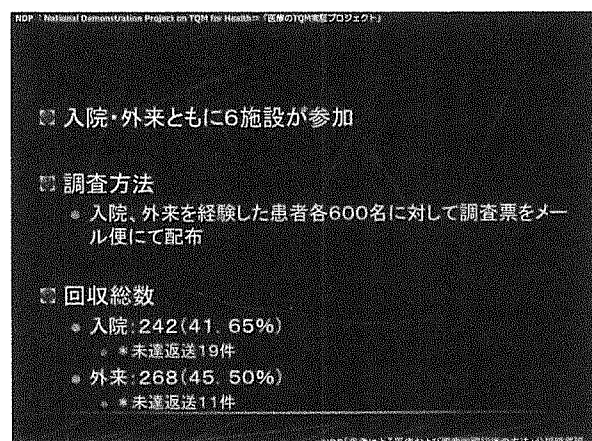 NDP : National Demonstration Project on TQM for Health=「医療のTQM実証プロジェクト」
入院・外来ともに6施設が参加
調査方法
入院、外来を経験した患者各600名に対して調査票をメー
ル便にて配布
回収総数
入院:242(41. 65%)
*未達返送19件
外来:268(45. 50%)
*未達返送11件